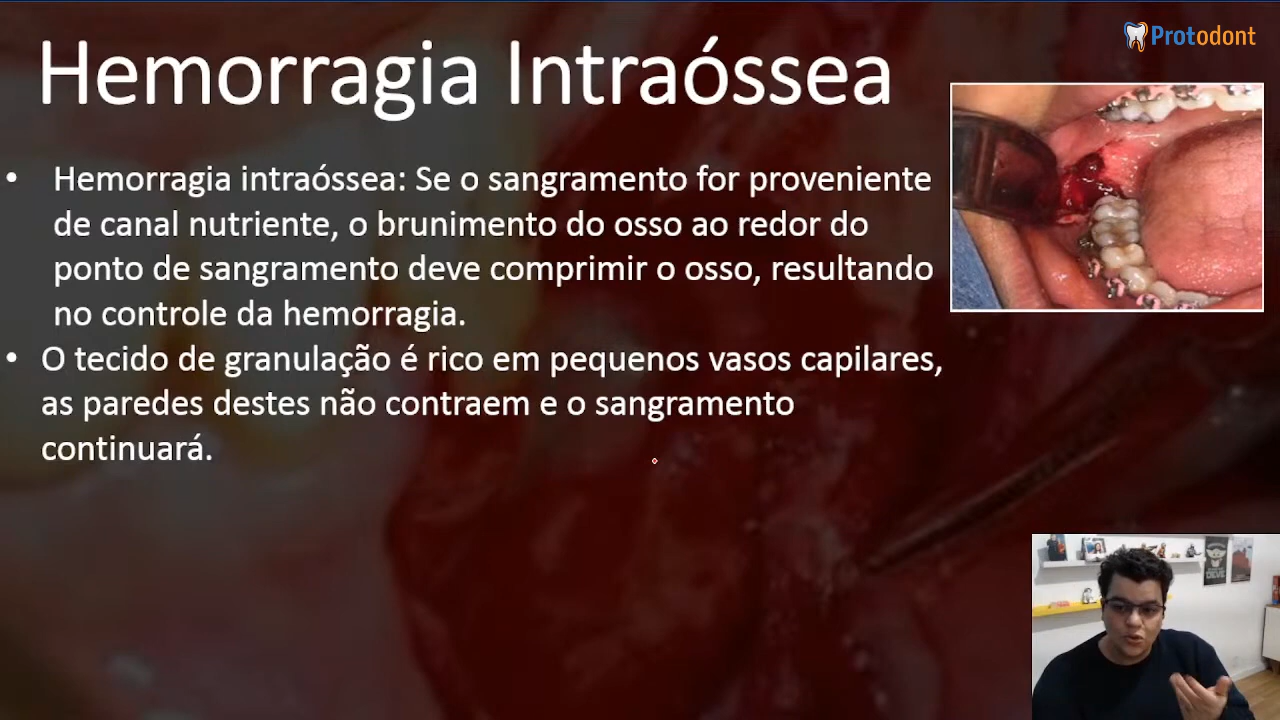 Hemorragia Intraóssea
Protodont
• Hemorragia intraóssea: Se o sangramento for proveniente
de canal nutriente, o brunimento do osso ao redor do
ponto de sangramento deve comprimir o osso, resultando
no controle da hemorragia.
• O tecido de granulação é rico em pequenos vasos capilares,
as paredes destes não contraem e o sangramento
continuará.